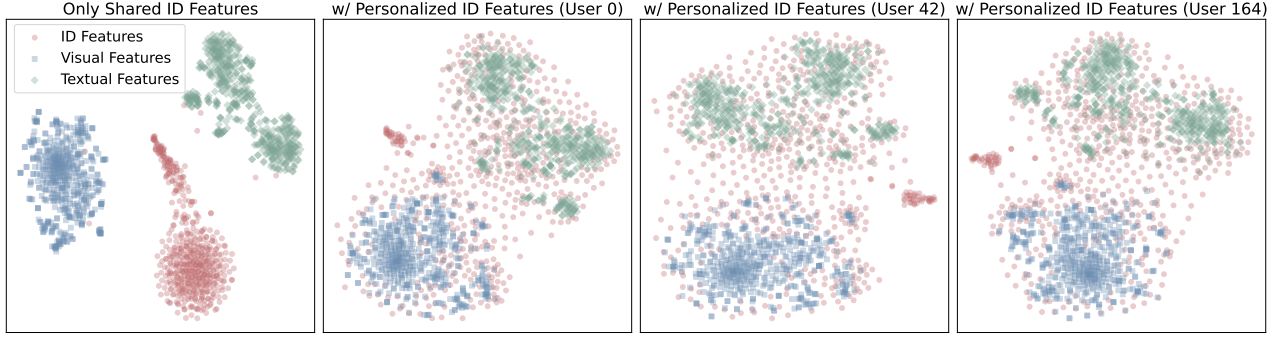 Only Shared ID Features
w/ Personalized ID Features (User 0)
w/ Personalized ID Features (User 42)
w/ Personalized ID Features (User 164)
ID Features
Visual Features
Textual Features